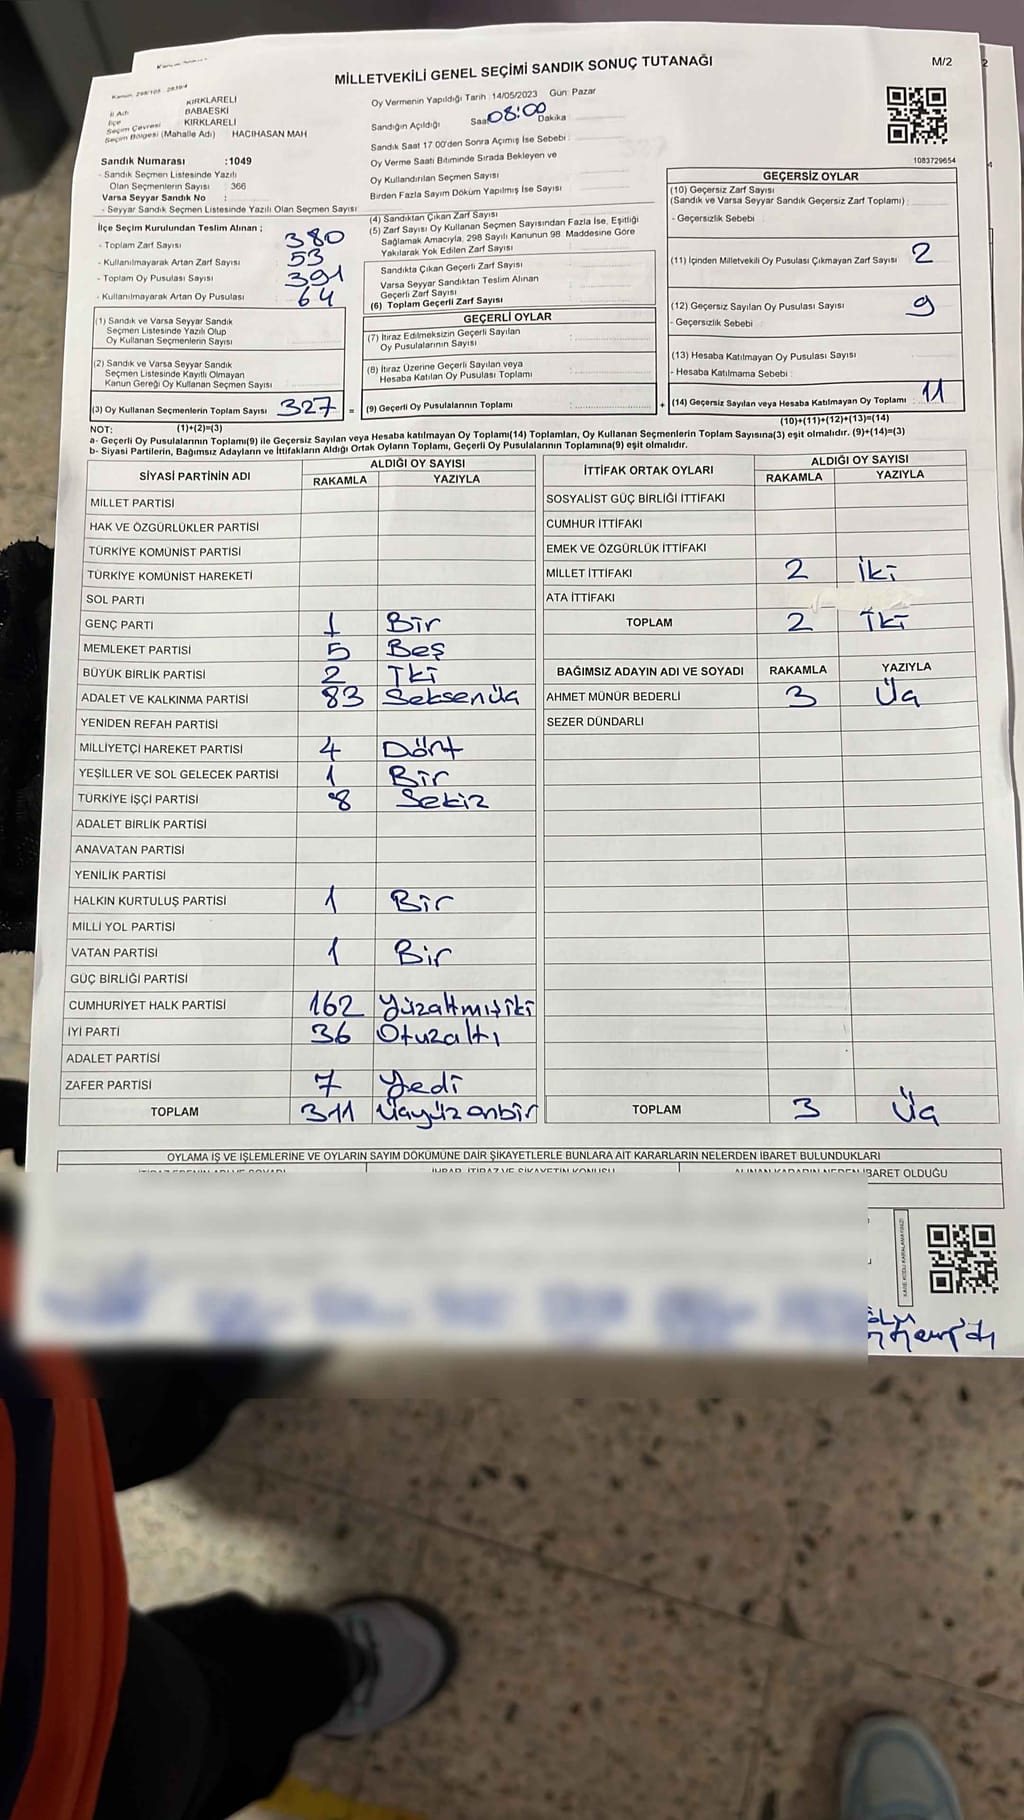 MİLLETVEKİLİ GENEL SEÇİMİ SANDIK SONUÇ TUTANAĞI
M/2
İl Adı KIRKLARELİ
İlçe BABAESKİ
Seçim Çevresi KIRKLARELİ
Seçim Bölgesi (Mahalle Adı) HACIHASAN MAH
Sandık Numarası :1049
- Sandık Seçmen Listesinde Yazılı
Olan Seçmenlerin Sayısı : 366
Varsa Seyyar Sandık No :
- Seyyar Sandık Seçmen Listesinde Yazılı Olan Seçmen Sayısı
İlçe Seçim Kurulundan Teslim Alınan ;
- Toplam Zarf Sayısı : 380
- Kullanılmayarak Artan Zarf Sayısı : 53
- Toplam Oy Pusulası Sayısı : 391
- Kullanılmayarak Artan Oy Pusulası : 64
(1) Sandık ve Varsa Seyyar Sandık
Seçmen Listesinde Yazılı Olup
Oy Kullanan Seçmenlerin Sayısı :
(2) Sandık ve Varsa Seyyar Sandık
Seçmen Listesinde Kayıtlı Olmayan
Kanun Gereği Oy Kullanan Seçmen Sayısı
(3) Oy Kullanan Seçmenlerin Toplam Sayısı 327 =
Oy Vermenin Yapıldığı Tarih :14/05/2023 Gün: Pazar
Sandığın Açıldığı Saat 08:00 Dakika :
Sandık Saat 17:00'den Sonra Açımış İse Sebebi :
Oy Verme Saati Bitiminde Sırada Bekleyen ve
Oy Kullandırılan Seçmen Sayısı
Birden Fazla Sayım Döküm Yapılmış İse Sayısı
(4) Sandıktan Çıkan Zarf Sayısı
(5) Zarf Sayısı Oy Kullanan Seçmen Sayısından Fazla İse, Eşitliği
Sağlamak Amacıyla, 298 Sayılı Kanunun 98 Maddesine Göre
Yakılarak Yok Edilen Zarf Sayısı
Sandıkta Çıkan Geçerli Zarf Sayısı
Varsa Seyyar Sandıktan Teslim Alınan
Geçerli Zarf Sayısı
(6) Toplam Geçerli Zarf Sayısı
GEÇERLİ OYLAR
(7) İtiraz Edilmeksizin Geçerli Sayılan
Oy Pusulalarının Sayısı
(8) İtiraz Üzerine Geçerli Sayılan veya
Hesaba Katılan Oy Pusulası Toplamı
(9) Geçerli Oy Pusulalarının Toplamı : +
1083729654
GEÇERSİZ OYLAR
(10) Geçersiz Zarf Sayısı
(Sandık ve Varsa Seyyar Sandık Geçersiz Zarf Toplamı) :
- Geçersizlik Sebebi
(11) İçinden Milletvekili Oy Pusulası Çıkmayan Zarf Sayısı 2
(12) Geçersiz Sayılan Oy Pusulası Sayısı 9
- Geçersizlik Sebebi
(13) Hesaba Katılmayan Oy Pusulası Sayısı
- Hesaba Katılmama Sebebi :
(14) Geçersiz Sayılan veya Hesaba Katılmayan Oy Toplamı : 11
NOT: (1)+(2)=(3) (10)+(11)+(12)+(13)=(14)
a- Geçerli Oy Pusulalarının Toplamı(9) ile Geçersiz Sayılan veya Hesaba katılmayan Oy Toplamı(14) Toplamları, Oy Kullanan Seçmenlerin Toplam Sayısına(3) eşit olmalıdır. (9)+(14)=(3)
b- Siyasi Partilerin, Bağımsız Adayların ve İttifakların Aldığı Ortak Oyların Toplamı, Geçerli Oy Pusulalarının Toplamına(9) eşit olmalıdır.
SİYASİ PARTİNİN ADI ALDIĞI OY SAYISI
RAKAMLA YAZIYLA
MİLLET PARTİSİ
HAK VE ÖZGÜRLÜKLER PARTİSİ
TÜRKİYE KOMÜNİST PARTİSİ
TÜRKİYE KOMÜNİST HAREKETİ
SOL PARTİ
GENÇ PARTİ 1 Bir
MEMLEKET PARTİSİ 5 Beş
BÜYÜK BİRLİK PARTİSİ 2 İki
ADALET VE KALKINMA PARTİSİ 83 Seksenüç
YENİDEN REFAH PARTİSİ
MİLLİYETÇİ HAREKET PARTİSİ 4 Dört
YEŞİLLER VE SOL GELECEK PARTİSİ 1 Bir
TÜRKİYE İŞÇİ PARTİSİ 8 Sekiz
ADALET BİRLİK PARTİSİ
ANAVATAN PARTİSİ
YENİLİK PARTİSİ
HALKIN KURTULUŞ PARTİSİ 1 Bir
MİLLİ YOL PARTİSİ
VATAN PARTİSİ 1 Bir
GÜÇ BİRLİĞİ PARTİSİ
CUMHURİYET HALK PARTİSİ 162 Yüzaltmışiki
İYİ PARTİ 36 Otuzaltı
ADALET PARTİSİ
ZAFER PARTİSİ 7 Yedi
TOPLAM 311 Üçyüzonbir
İTTİFAK ORTAK OYLARI ALDIĞI OY SAYISI
RAKAMLA YAZIYLA
SOSYALİST GÜÇ BİRLİĞİ İTTİFAKI
CUMHUR İTTİFAKI
EMEK VE ÖZGÜRLÜK İTTİFAKI
MİLLET İTTİFAKI 2 İki
ATA İTTİFAKI
TOPLAM 2 İki
BAĞIMSIZ ADAYIN ADI VE SOYADI RAKAMLA YAZIYLA
AHMET MÜNÜR BEDERLİ 3 Üç
SEZER DÜNDARLI
TOPLAM 3 Üç
OYLAMA İŞ VE İŞLEMLERİNE VE OYLARIN SAYIM DÖKÜMÜNE DAİR ŞİKAYETLERLE BUNLARA AİT KARARLARIN NELERDEN İBARET BULUNDUKLARI
İHBAR, İTİRAZ VE ŞİKAYETİN KONUSU ALINAN KARARIN NEDEN İBARET OLDUĞU